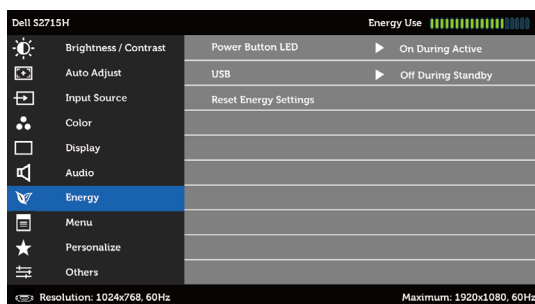 Dell S2715H Energy Use
Brightness / Contrast Power Button LED On During Active
Auto Adjust USB Off During Standby
Input Source Reset Energy Settings
Color
Display
Audio
Energy
Menu
Personalize
Others
Resolution: 1024x768, 60Hz Maximum: 1920x1080, 60Hz